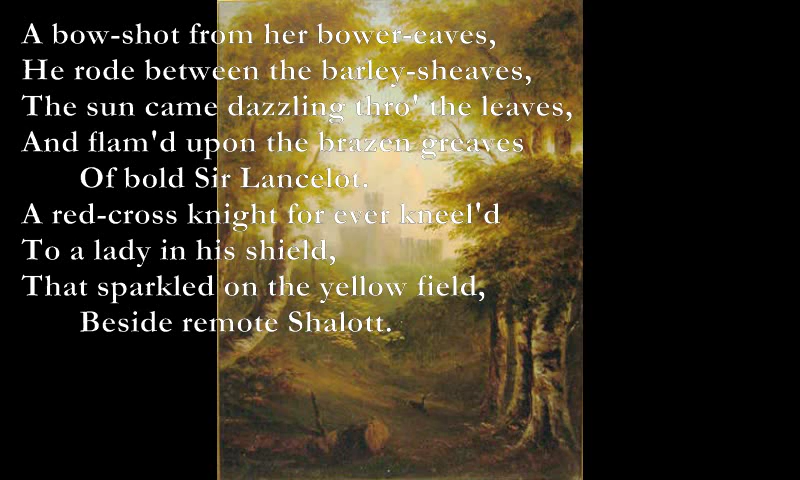 A bow-shot from her bower-eaves,
He rode between the barley-sheaves,
The sun came dazzling thro' the leaves,
And flam'd upon the brazen greaves
Of bold Sir Lancelot.
A red-cross knight for ever kneel'd
To a lady in his shield,
That sparkled on the yellow field,
Beside remote Shalott.